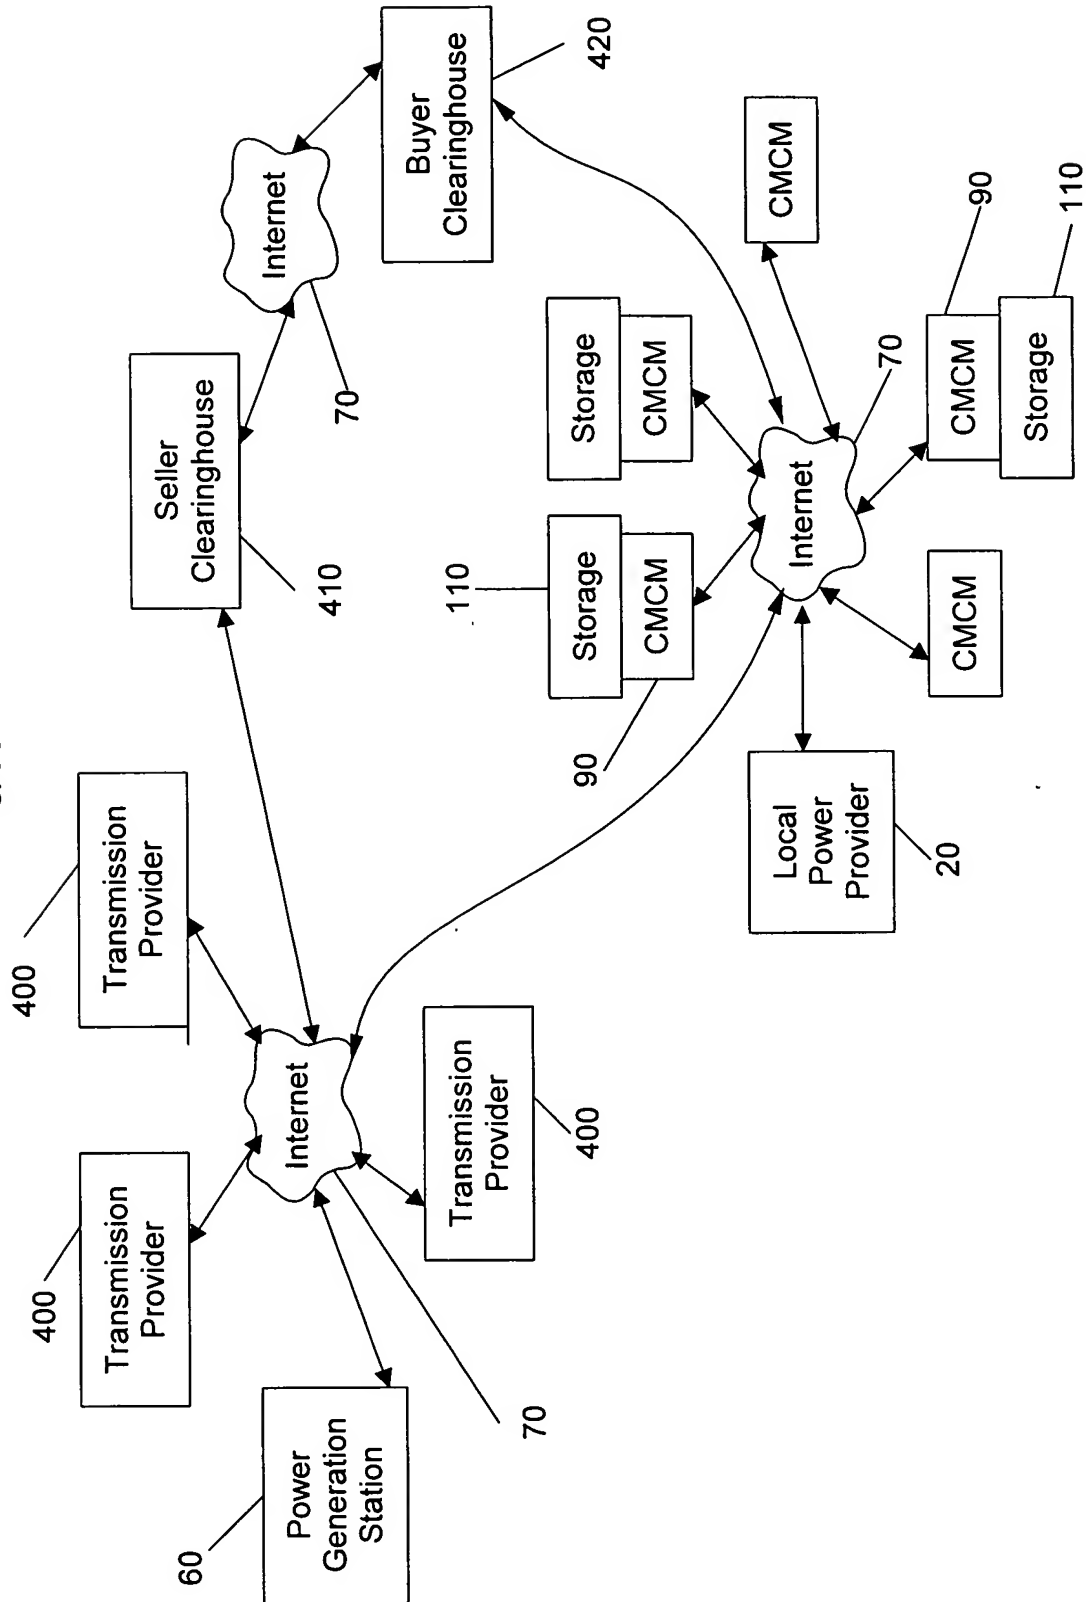 400
Transmission
Provider
400
Transmission
Provider
60
Power
Generation
Station
Internet
70
Transmission
Provider
400
Seller
Clearinghouse
410
Internet
70
Buyer
Clearinghouse
420
110
Storage
CMCM
90
Storage
CMCM
CMCM
Internet
70
Local
Power
Provider
20
CMCM
CMCM
90
Storage
110